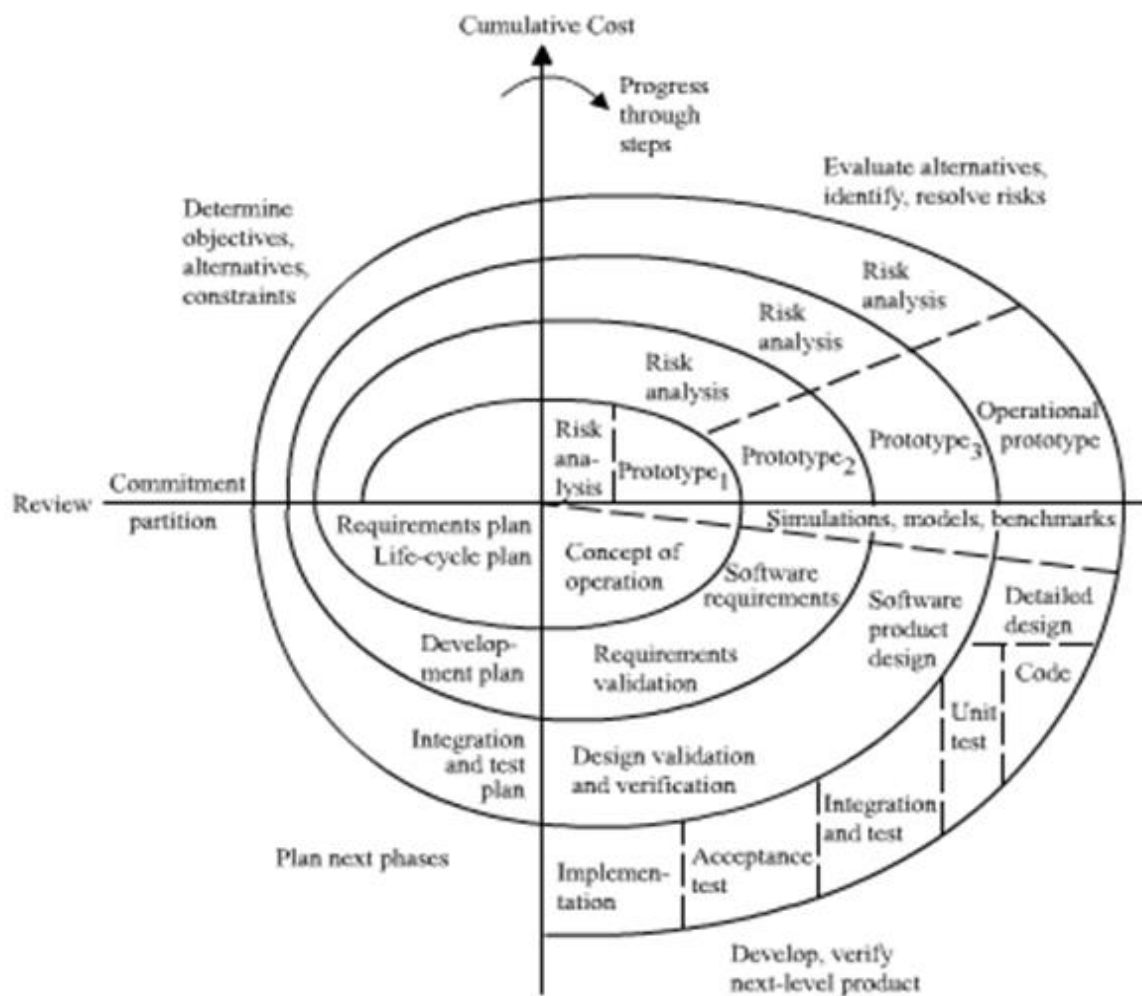 Cumulative Cost
Progress
through
steps
Evaluate alternatives,
identify, resolve risks
Determine
objectives,
alternatives,
constraints
Risk
analysis
Risk
analysis
Risk
analysis
Risk
ana-
lysis
Prototype1
Prototype2
Prototype3
Operational
prototype
Review
Commitment
partition
Simulations, models, benchmarks
Requirements plan
Life-cycle plan
Concept of
operation
Software
requirements
Software
product
design
Detailed
design
Code
Unit
test
Develop-
ment plan
Requirements
validation
Integration
and test
plan
Design validation
and verification
Integration
and test
Acceptance
test
Implemen-
tation
Plan next phases
Develop, verify
next-level product